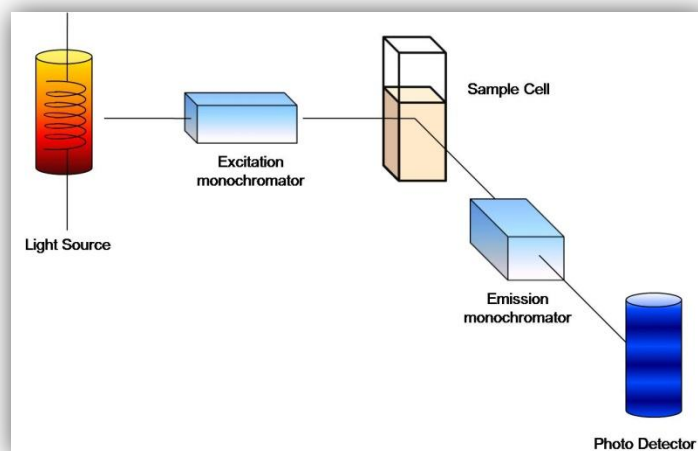 Sample Cell
Excitation
monochromator
Light Source
Emission
monochromator
Photo Detector